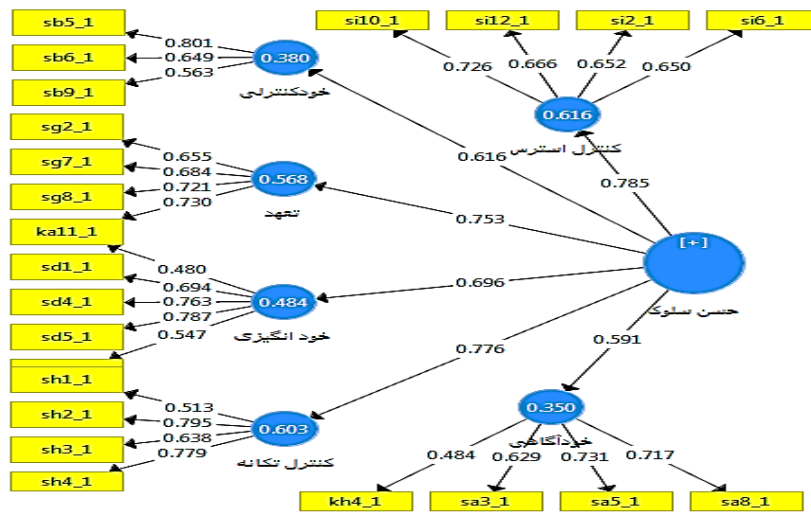 si10_1 si12_1 si2_1 si6_1
sb5_1
sb6_1
sb9_1
0.801
0.649
0.563
0.380
خودکنترلی
0.726
0.666
0.652
0.650
0.616
کنترل استرس
sg2_1
sg7_1
sg8_1
ka11_1
0.655
0.684
0.721
0.730
0.568
تعهد
0.616
0.785
0.753
[+]
حسن سلوک
sd1_1
sd4_1
sd5_1
0.480
0.694
0.763
0.787
0.547
0.484
خود انگیزی
0.696
0.776
0.591
sh1_1
sh2_1
sh3_1
sh4_1
0.513
0.795
0.638
0.779
0.603
کنترل تکانه
0.350
خودآگاهی
0.484
0.629
0.731
0.717
kh4_1 sa3_1 sa5_1 sa8_1